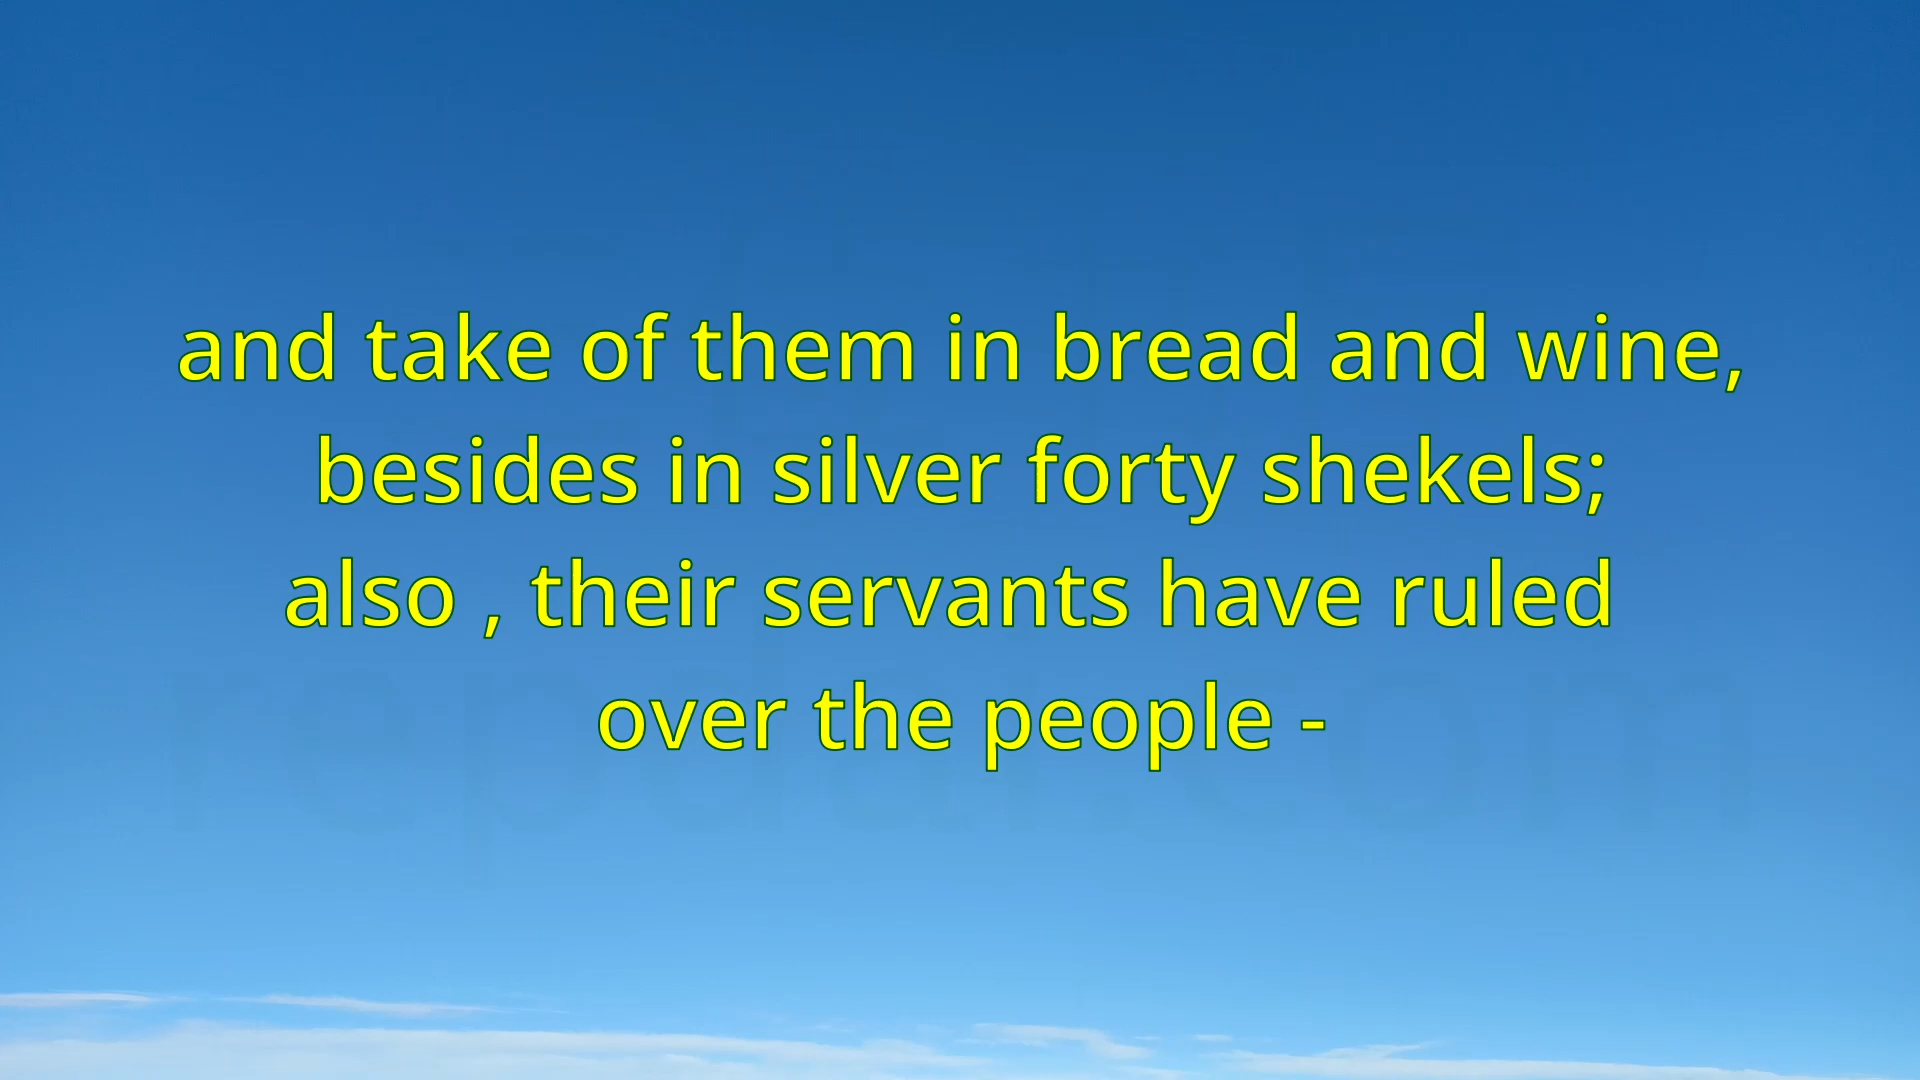 and take of them in bread and wine,
besides in silver forty shekels;
also , their servants have ruled
over the people -